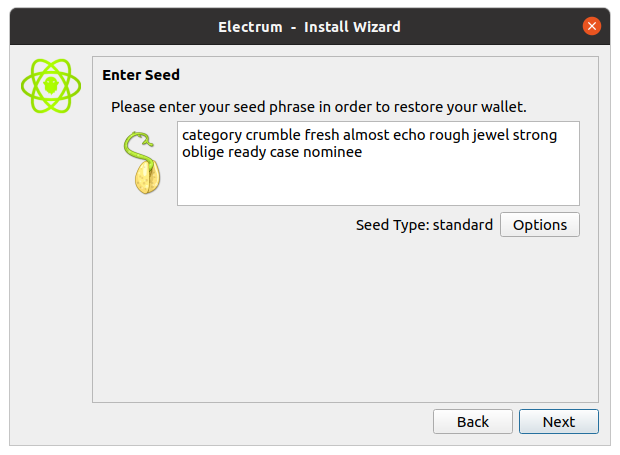 Electrum - Install Wizard
Enter Seed
Please enter your seed phrase in order to restore your wallet.
category crumble fresh almost echo rough jewel strong
oblige ready case nominee
Seed Type: standard Options
Back Next